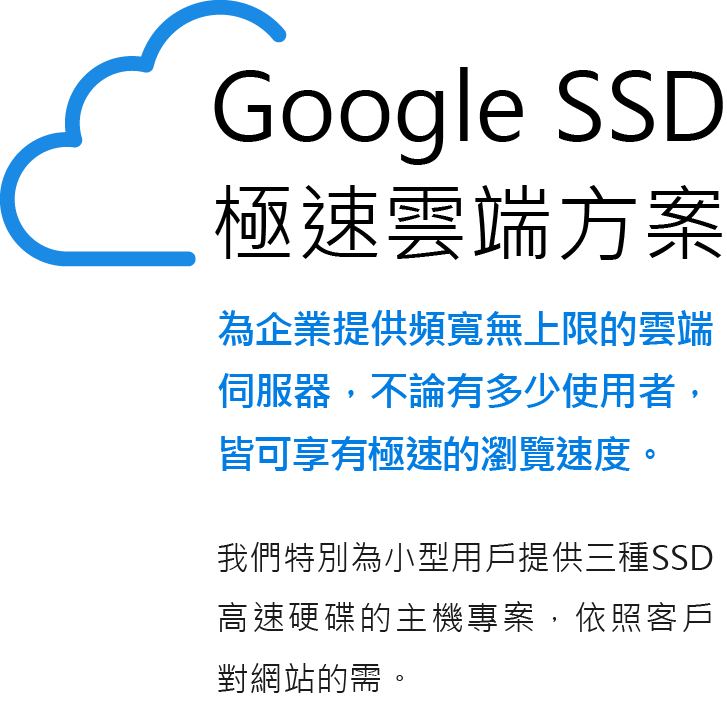 Google SSD
極速雲端方案
為企業提供頻寬無上限的雲端
伺服器，不論有多少使用者，
皆可享有極速的瀏覽速度。
我們特別為小型用戶提供三種SSD
高速硬碟的主機專案，依照客戶
對網站的需。